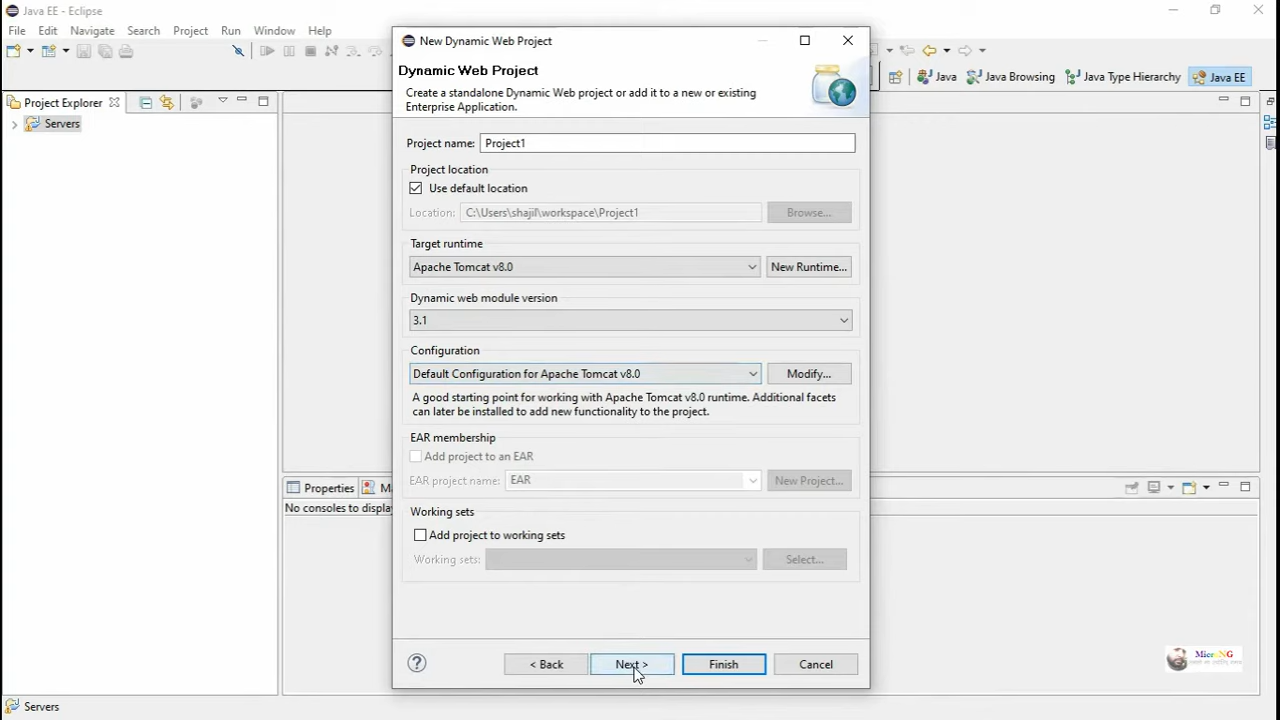 Java EE - Eclipse
File Edit Navigate Search Project Run Window Help
Java Java Browsing Java Type Hierarchy Java EE
Project Explorer
Servers
New Dynamic Web Project
Dynamic Web Project
Create a standalone Dynamic Web project or add it to a new or existing
Enterprise Application.
Project name: Project1
Project location
Use default location
Location: C:\Users\shajil\workspace\Project1 Browse...
Target runtime
Apache Tomcat v8.0 New Runtime...
Dynamic web module version
3.1
Configuration
Default Configuration for Apache Tomcat v8.0 Modify...
A good starting point for working with Apache Tomcat v8.0 runtime. Additional facets
can later be installed to add new functionality to the project.
EAR membership
Add project to an EAR
EAR project name: EAR New Project...
Working sets
Add project to working sets
Working sets: Select...
< Back Next > Finish Cancel
Properties Ma
No consoles to displa
MicroNG
Servers